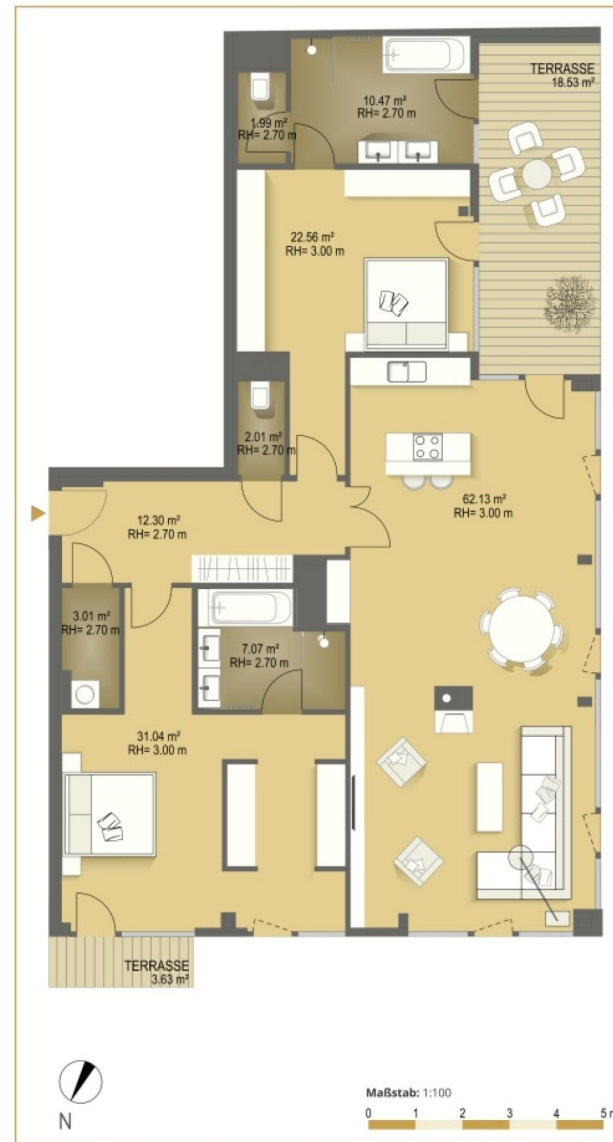 TERRASSE
18.53 m²
10.47 m²
RH= 2.70 m
1.99 m²
RH= 2.70 m
22.56 m²
RH= 3.00 m
2.01 m²
RH= 2.70 m
12.30 m²
RH= 2.70 m
62.13 m²
RH= 3.00 m
3.01 m²
RH= 2.70 m
7.07 m²
RH= 2.70 m
31.04 m²
RH= 3.00 m
TERRASSE
3.63 m²
N
Maßstab: 1:100
0 1 2 3 4 5 m